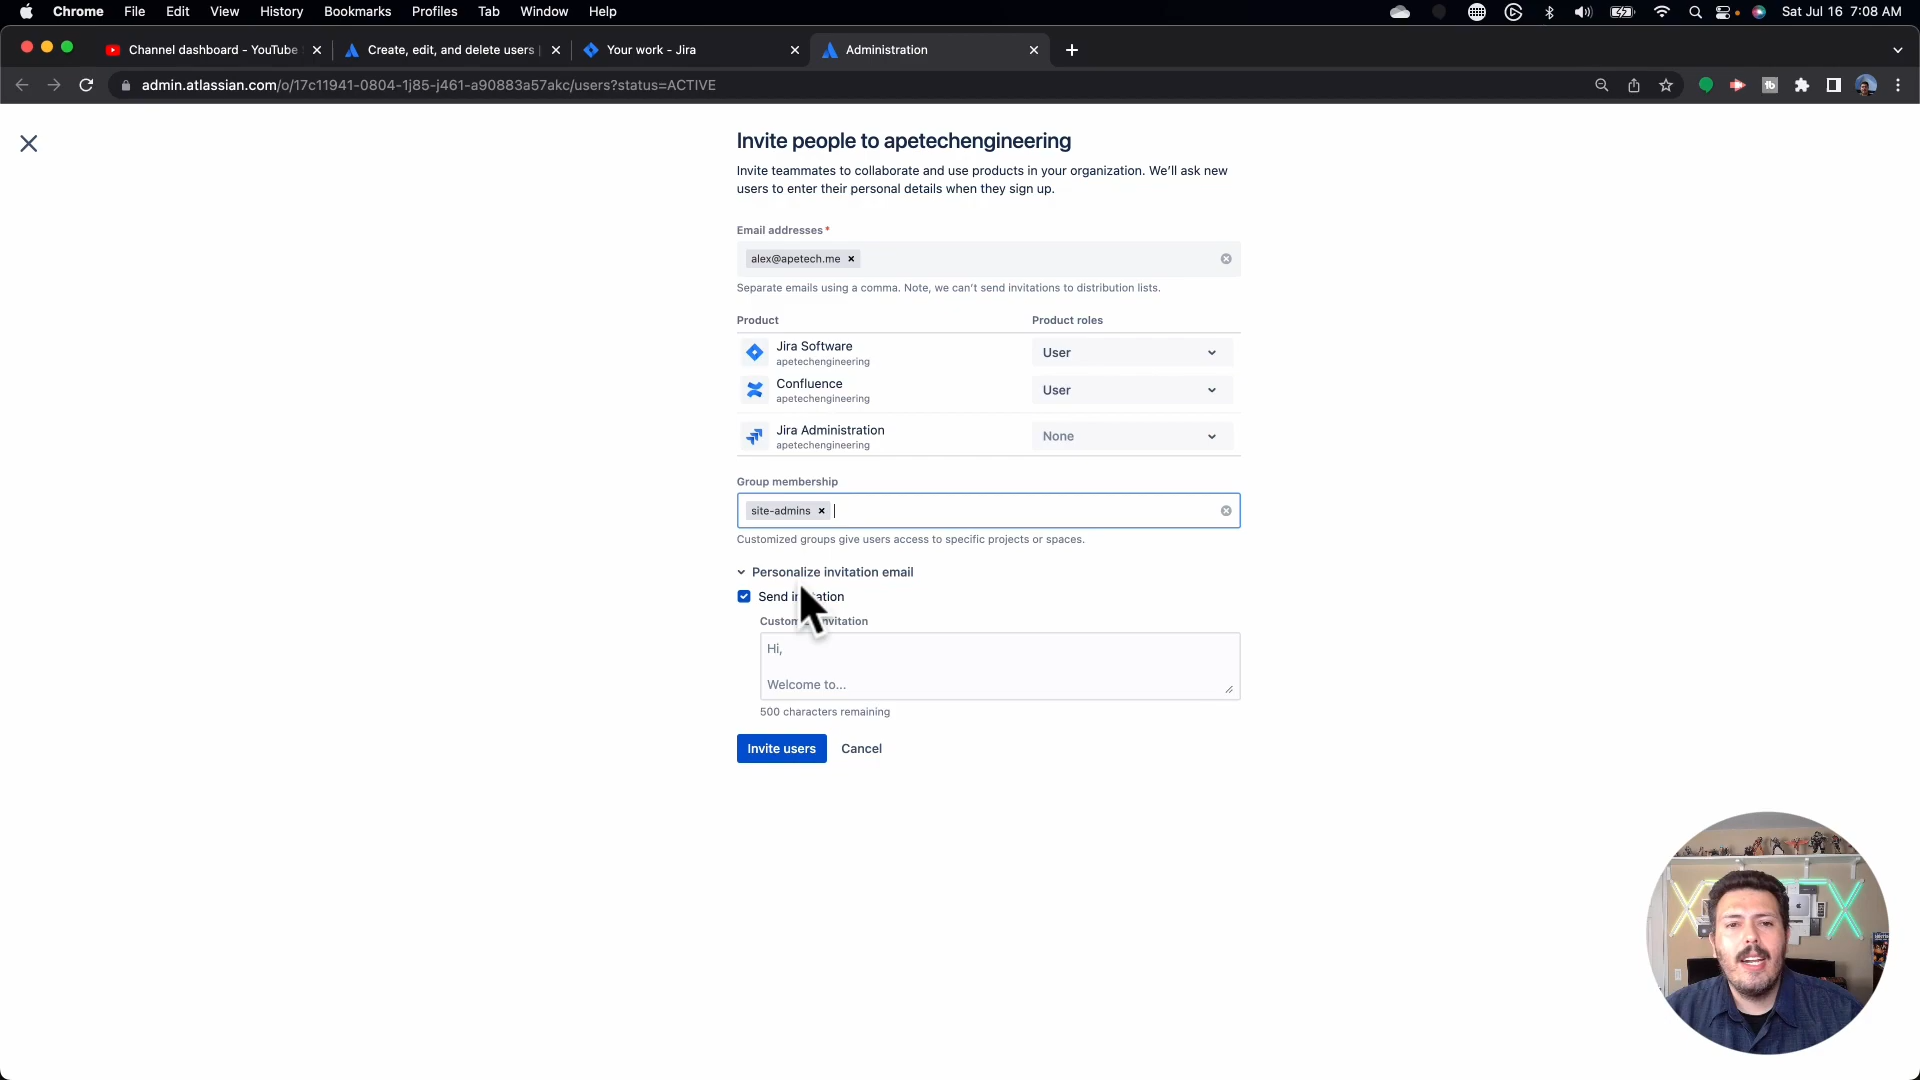 Chrome File Edit View History Bookmarks Profiles Tab Window Help Sat Jul 16 7:08 AM
Channel dashboard - YouTube Create, edit, and delete users | Your work - Jira Administration
admin.atlassian.com/o/17c11941-0804-1j85-j461-a90883a57akc/users?status=ACTIVE
Invite people to apetechengineering
Invite teammates to collaborate and use products in your organization. We'll ask new
users to enter their personal details when they sign up.
Email addresses*
alex@apetech.me
Separate emails using a comma. Note, we can't send invitations to distribution lists.
Product Product roles
Jira Software
apetechengineering
User
Confluence
apetechengineering
User
Jira Administration
apetechengineering
None
Group membership
site-admins
Customized groups give users access to specific projects or spaces.
Personalize invitation email
Send invitation
Customize invitation
Hi,
Welcome to...
500 characters remaining
Invite users Cancel